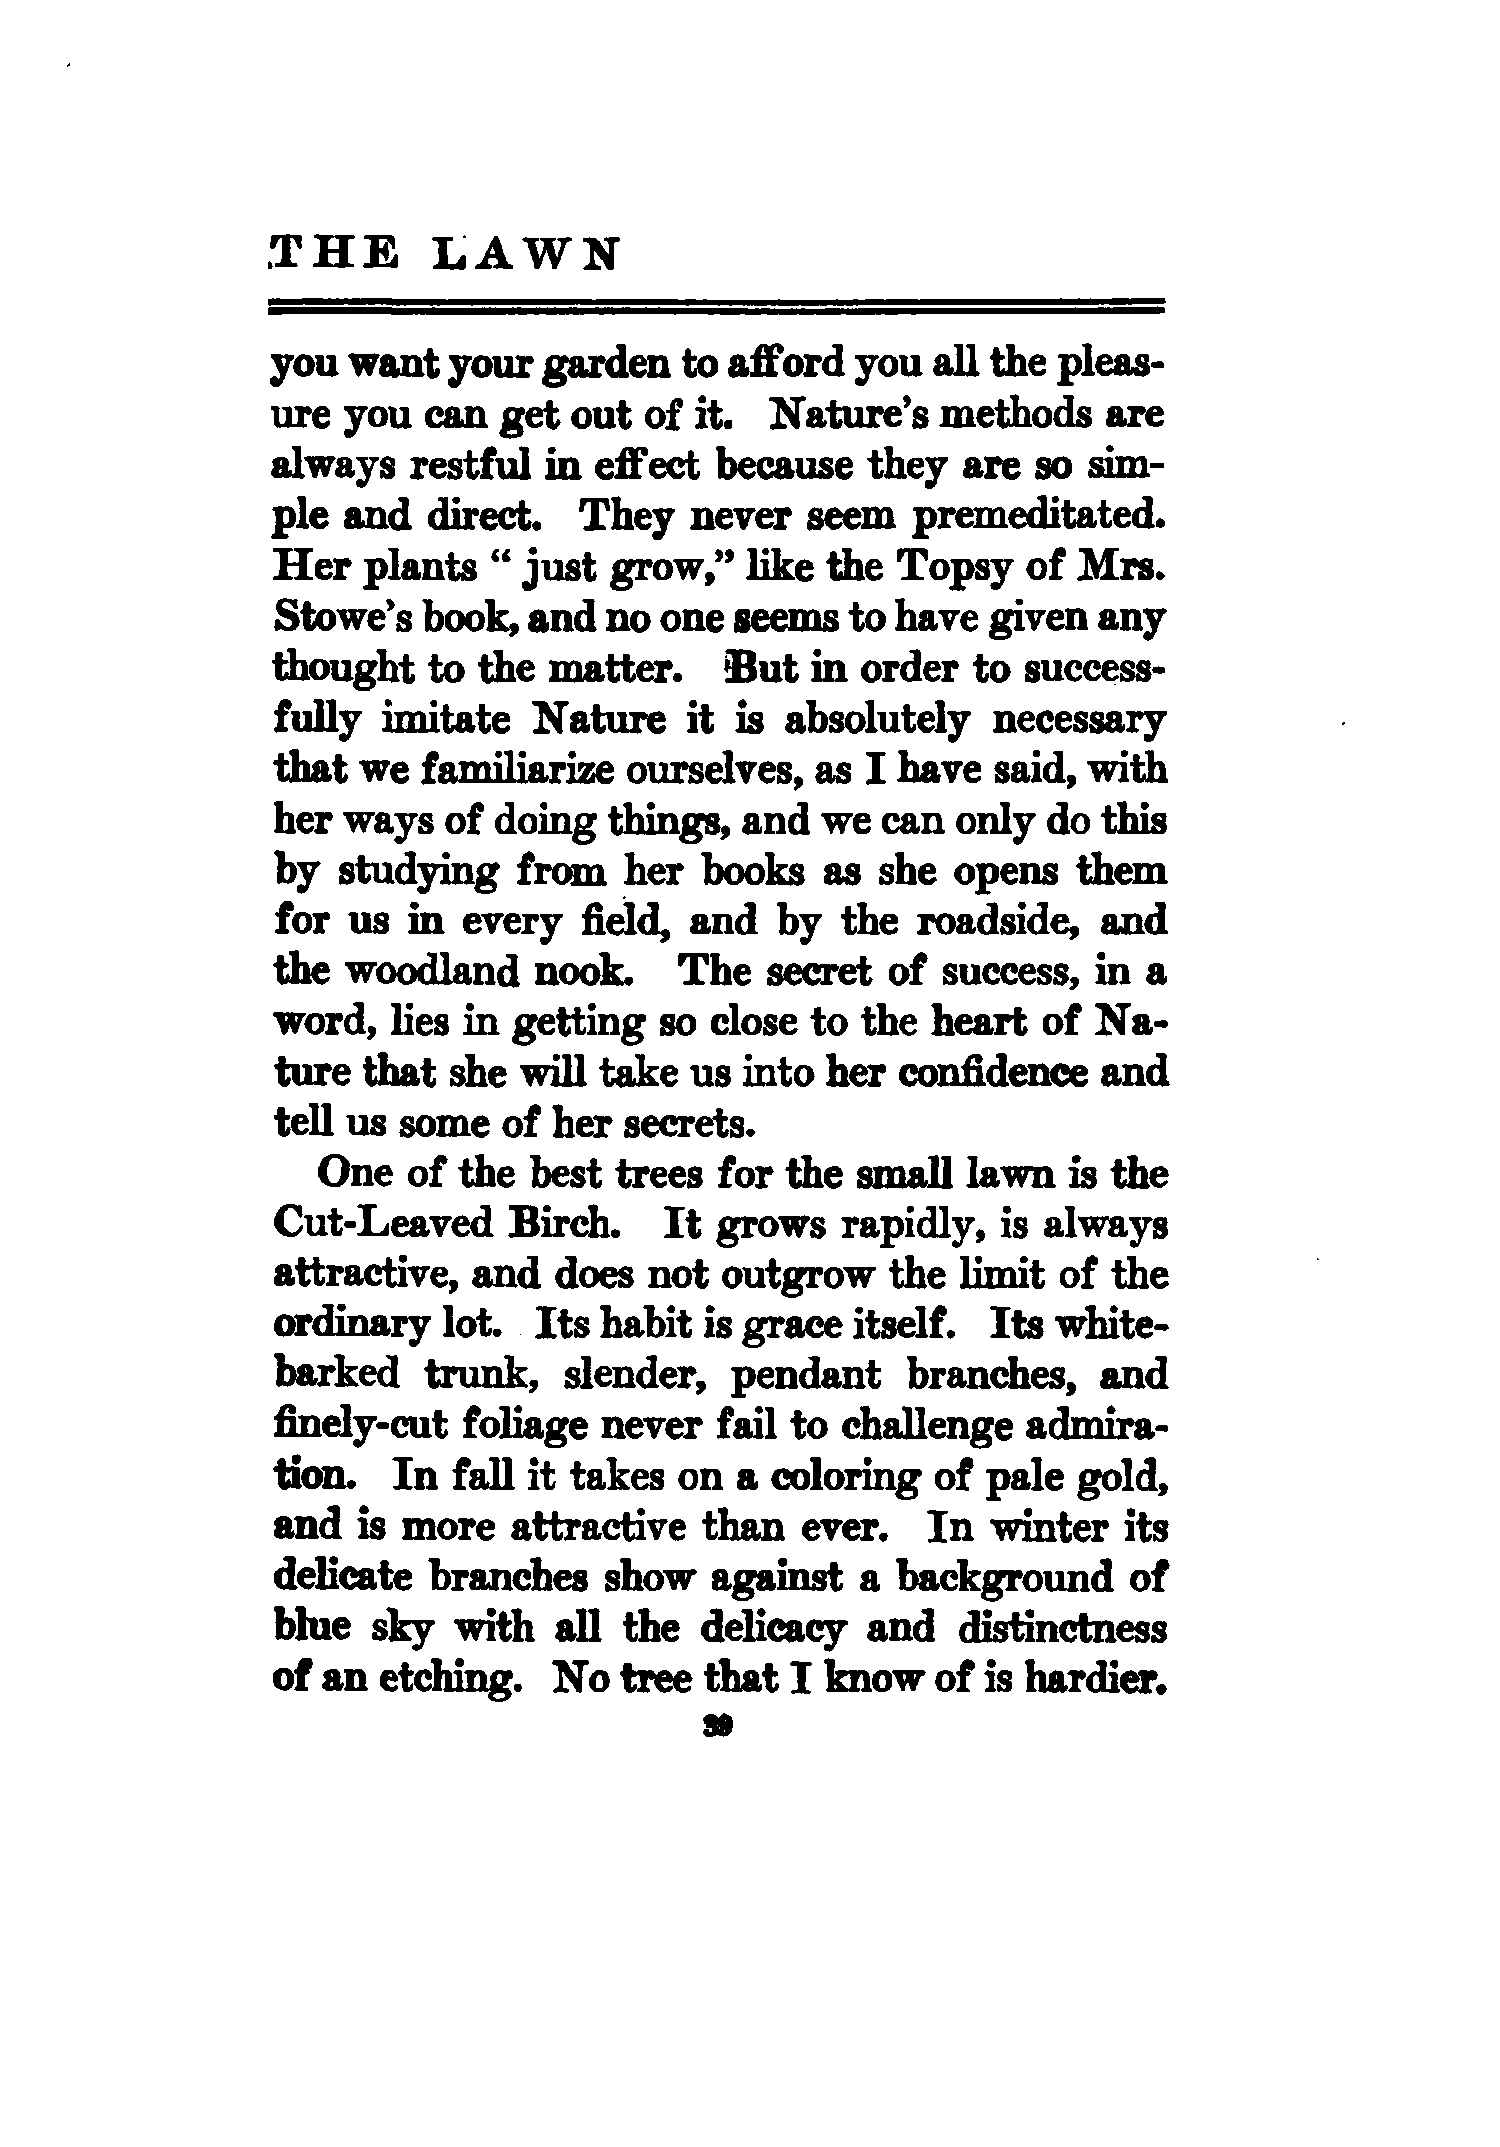 THE LAWN
you want your garden to afford you all the pleas-
ure you can get out of it. Nature's methods are
always restful in effect because they are so sim-
ple and direct. They never seem premeditated.
Her plants " just grow," like the Topsy of Mrs.
Stowe's book, and no one seems to have given any
thought to the matter. But in order to success-
fully imitate Nature it is absolutely necessary
that we familiarize ourselves, as I have said, with
her ways of doing things, and we can only do this
by studying from her books as she opens them
for us in every field, and by the roadside, and
the woodland nook. The secret of success, in a
word, lies in getting so close to the heart of Na-
ture that she will take us into her confidence and
tell us some of her secrets.
One of the best trees for the small lawn is the
Cut-Leaved Birch. It grows rapidly, is always
attractive, and does not outgrow the limit of the
ordinary lot. Its habit is grace itself. Its white-
barked trunk, slender, pendant branches, and
finely-cut foliage never fail to challenge admira-
tion. In fall it takes on a coloring of pale gold,
and is more attractive than ever. In winter its
delicate branches show against a background of
blue sky with all the delicacy and distinctness
of an etching. No tree that I know of is hardier.
39